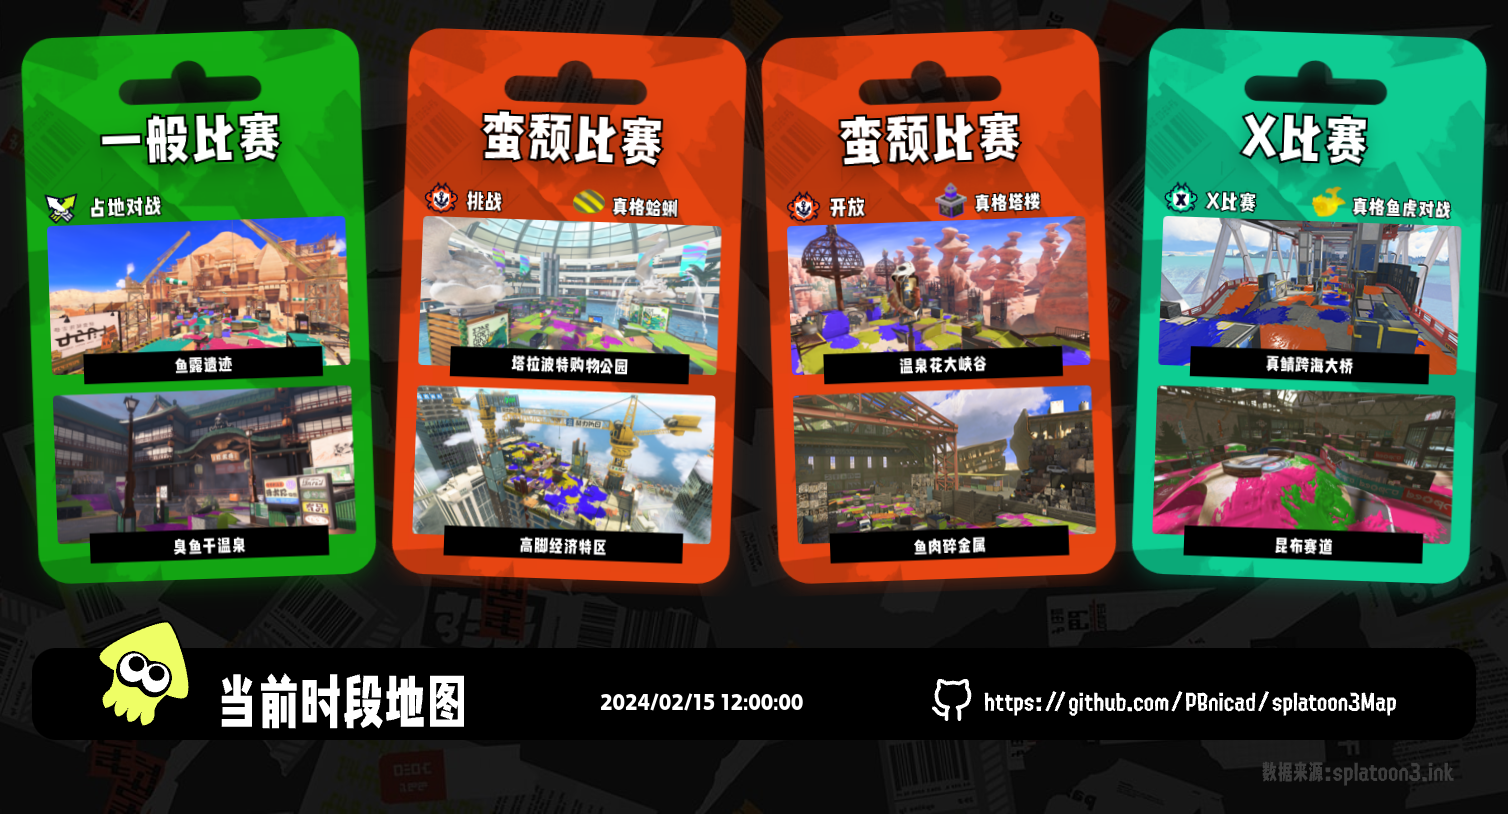 一般比赛
占地对战
鱼露遗迹
臭鱼干温泉
蛮颓比赛
挑战
真格蛤蜊
塔拉波特购物公园
高脚经济特区
蛮颓比赛
开放
真格塔楼
温泉花大峡谷
鱼肉碎金属
X比赛
X比赛
真格鱼虎对战
真鲭跨海大桥
昆布赛道
当前时段地图
2024/02/15 12:00:00
https://github.com/PBnicad/splatoon3Map
数据来源:splatoon3.ink